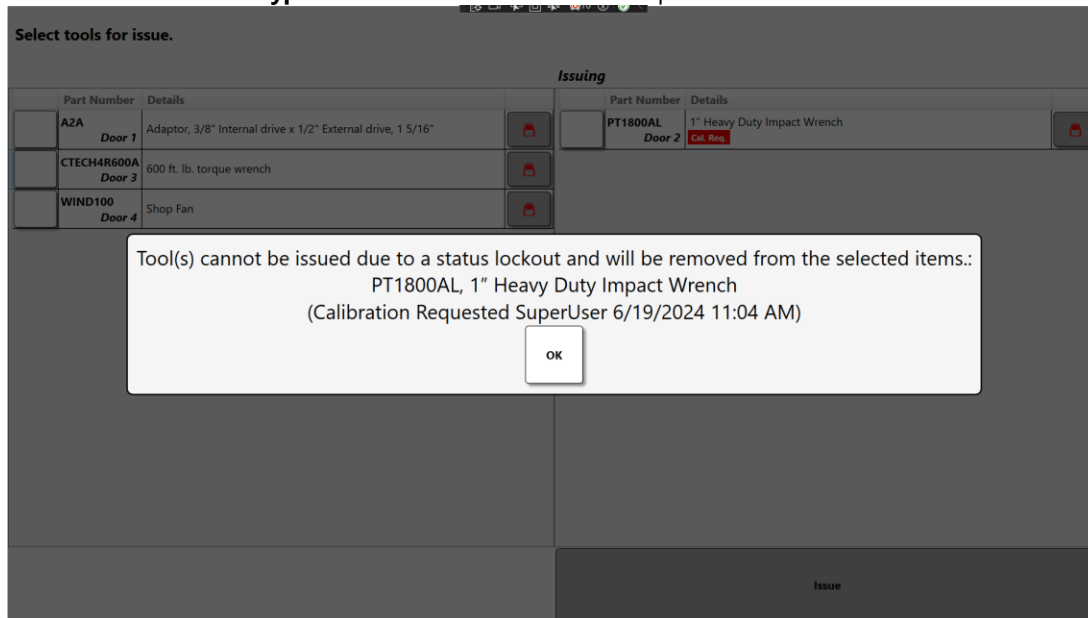 Select tools for issue.
Issuing
Part Number Details
A2A
Door 1
Adaptor, 3/8" Internal drive x 1/2" External drive, 1 5/16"
CTECH4R600A
Door 3
600 ft. lb. torque wrench
WIND100
Door 4
Shop Fan
Part Number Details
PT1800AL
Door 2
1" Heavy Duty Impact Wrench
Cal. Req.
Tool(s) cannot be issued due to a status lockout and will be removed from the selected items.:
PT1800AL, 1" Heavy Duty Impact Wrench
(Calibration Requested SuperUser 6/19/2024 11:04 AM)
OK
Issue